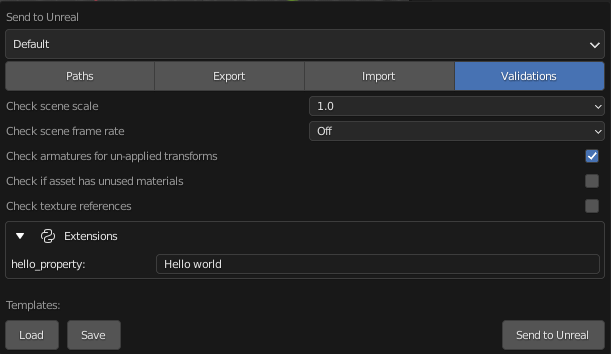 Send to Unreal
Default
Paths Export Import Validations
Check scene scale 1.0
Check scene frame rate Off
Check armatures for un-applied transforms
Check if asset has unused materials
Check texture references
Extensions
hello_property: Hello world
Templates:
Load Save Send to Unreal